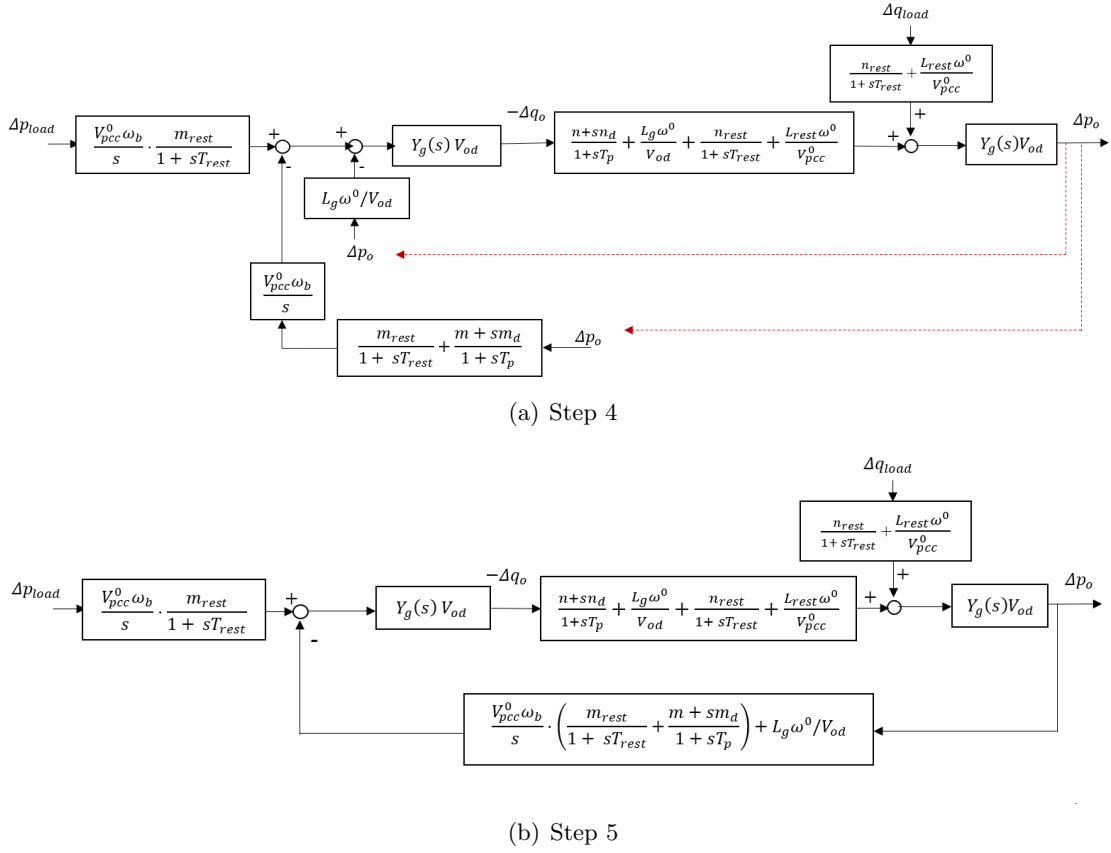 Δq_load
n_rest/(1+sT_rest) + L_rest ω^0/V_pcc^0
Δp_load
V_pcc^0 ω_b/s · m_rest/(1 + sT_rest)
+
-
+
-
Y_g(s) V_od
−Δq_o
(n+sn_d)/(1+sT_p) + L_g ω^0/V_od + n_rest/(1+sT_rest) + L_rest ω^0/V_pcc^0
+
+
Y_g(s)V_od
Δp_o
L_g ω^0/V_od
Δp_o
V_pcc^0 ω_b/s
m_rest/(1 + sT_rest) + (m + sm_d)/(1 + sT_p)
Δp_o
(a) Step 4
Δq_load
n_rest/(1+sT_rest) + L_rest ω^0/V_pcc^0
Δp_load
V_pcc^0 ω_b/s · m_rest/(1 + sT_rest)
+
-
Y_g(s) V_od
−Δq_o
(n+sn_d)/(1+sT_p) + L_g ω^0/V_od + n_rest/(1+sT_rest) + L_rest ω^0/V_pcc^0
+
+
Y_g(s)V_od
Δp_o
V_pcc^0 ω_b/s · (m_rest/(1 + sT_rest) + (m + sm_d)/(1 + sT_p)) + L_g ω^0/V_od
(b) Step 5